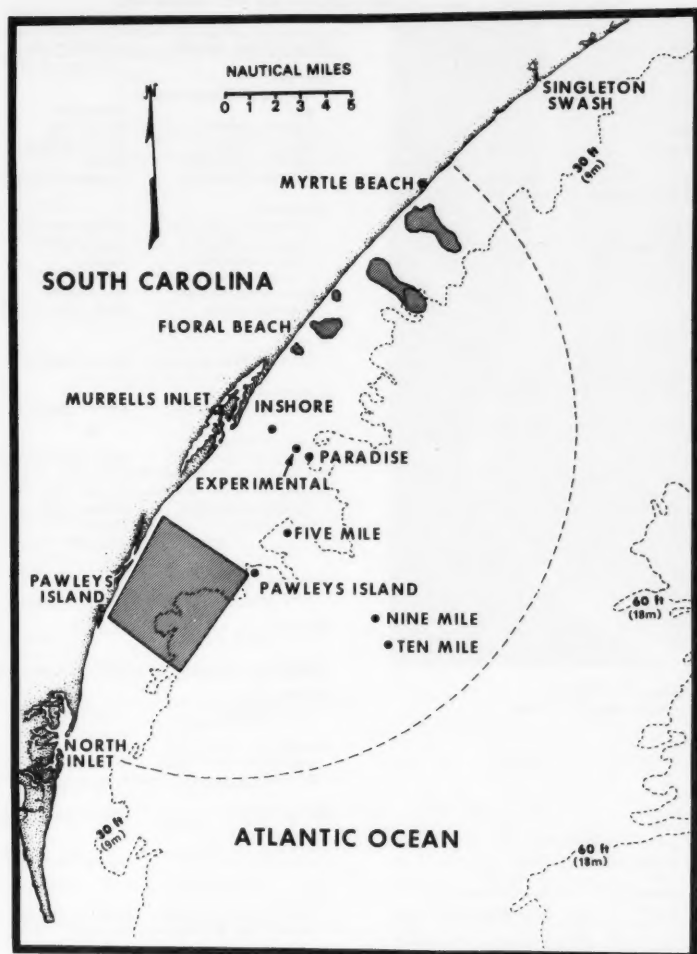 NAUTICAL MILES
N
0 1 2 3 4 5
SINGLETON
SWASH
30 ft
(9m)
MYRTLE BEACH
SOUTH CAROLINA
FLORAL BEACH
MURRELLS INLET
INSHORE
PARADISE
EXPERIMENTAL
FIVE MILE
PAWLEYS
ISLAND
PAWLEYS ISLAND
60 ft
(18m)
NINE MILE
TEN MILE
NORTH
INLET
30 ft
(9m)
ATLANTIC OCEAN
60 ft
(18m)